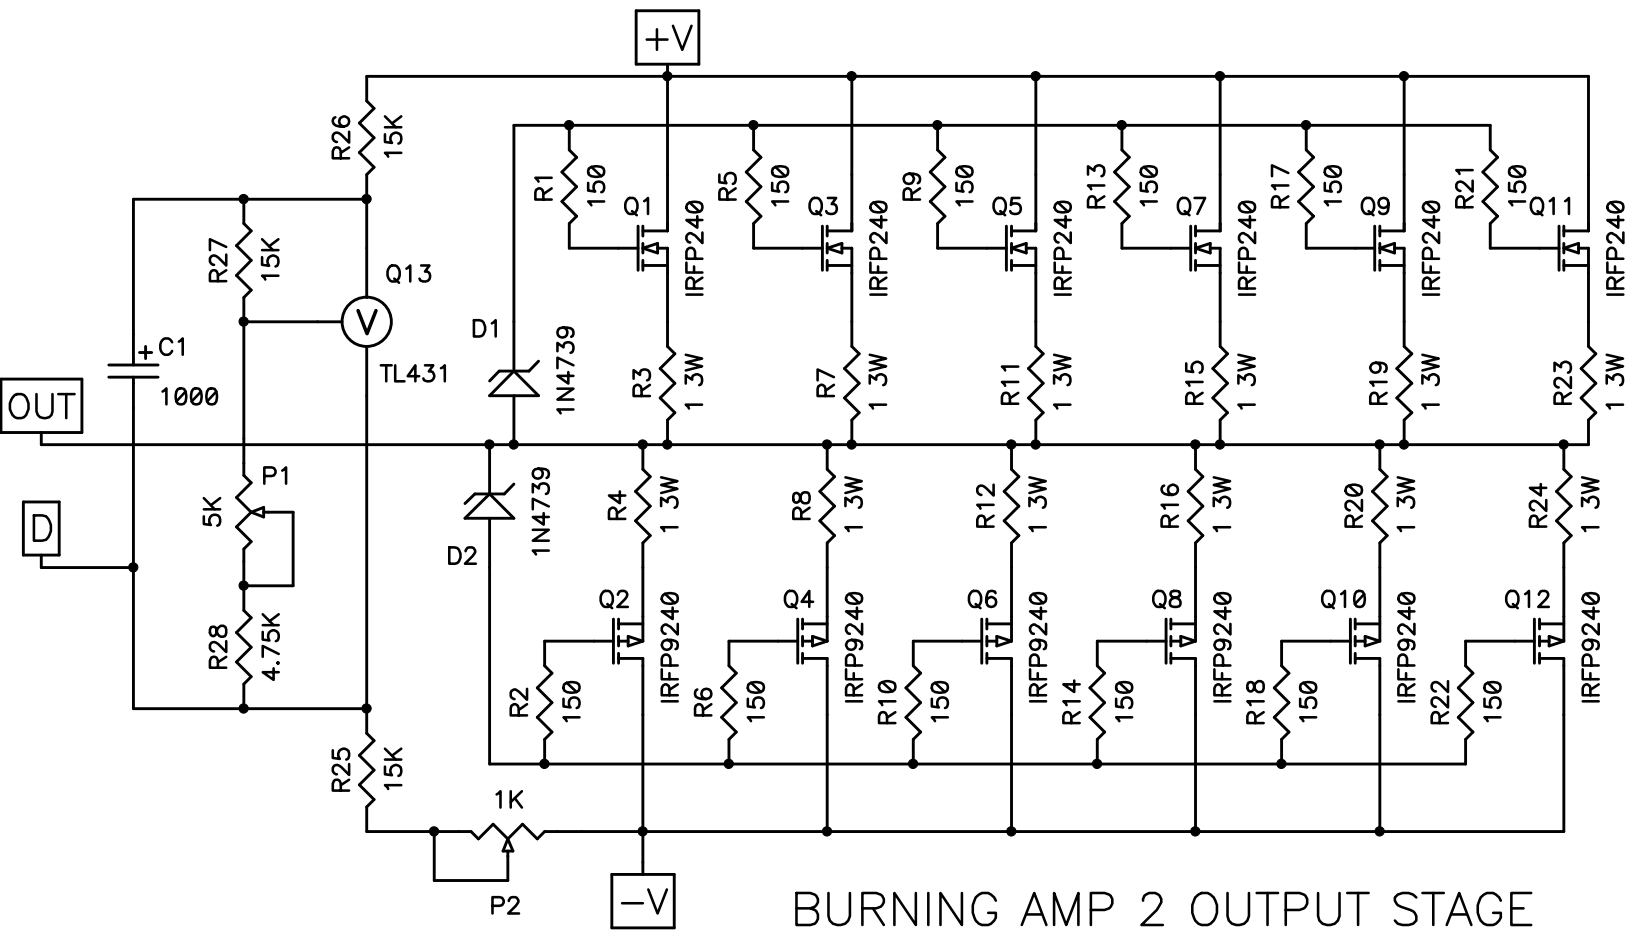 +V
R26
15K
R1
150
Q1
IRFP240
R5
150
Q3
IRFP240
R9
150
Q5
IRFP240
R13
150
Q7
IRFP240
R17
150
Q9
IRFP240
R21
150
Q11
IRFP240
R27
15K
Q13
V
TL431
+
C1
1000
D1
1N4739
R3
1 3W
R7
1 3W
R11
1 3W
R15
1 3W
R19
1 3W
R23
1 3W
OUT
P1
5K
D
D2
1N4739
R4
1 3W
R8
1 3W
R12
1 3W
R16
1 3W
R20
1 3W
R24
1 3W
R28
4.75K
Q2
IRFP9240
Q4
IRFP9240
Q6
IRFP9240
Q8
IRFP9240
Q10
IRFP9240
Q12
IRFP9240
R2
150
R6
150
R10
150
R14
150
R18
150
R22
150
R25
15K
1K
P2
-V
BURNING AMP 2 OUTPUT STAGE